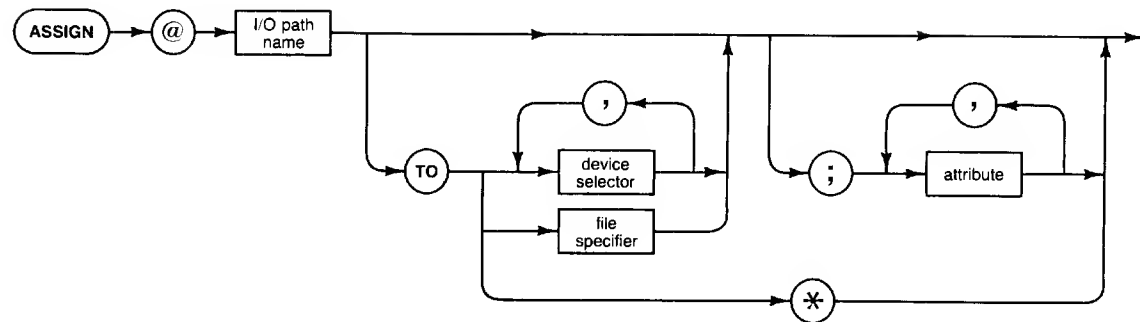 ASSIGN
@
I/O path
name
,
,
TO
device
selector
;
attribute
file
specifier
*